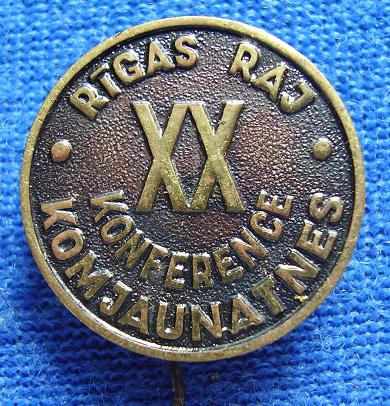 RĪGAS RAJ
XX
KONFERENCE
KOMJAUNATNES